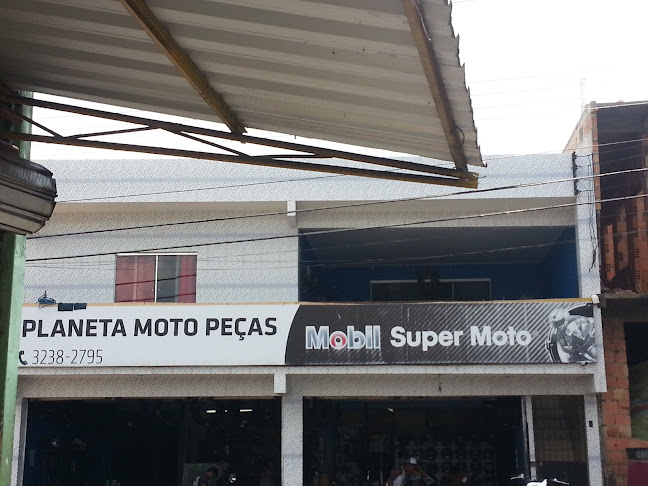 PLANETA MOTO PEÇAS
3238-2795
Mobil Super Moto